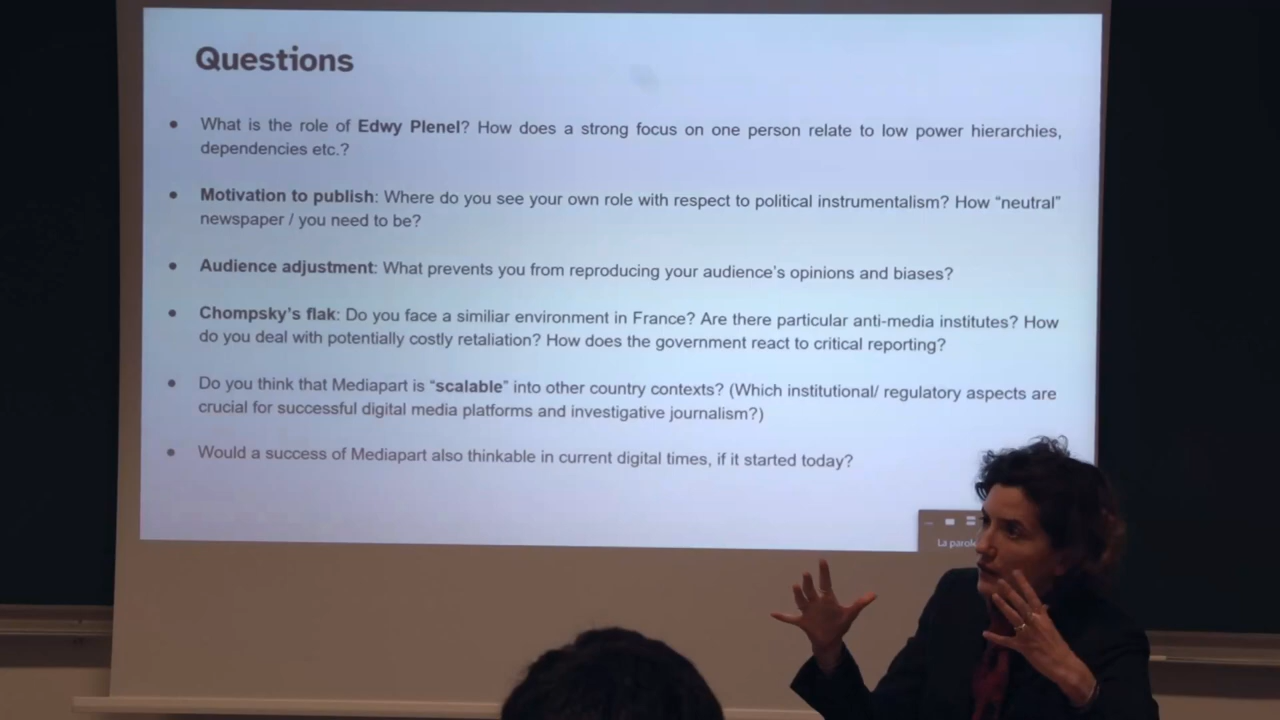 Questions
● What is the role of Edwy Plenel? How does a strong focus on one person relate to low power hierarchies,
dependencies etc.?
● Motivation to publish: Where do you see your own role with respect to political instrumentalism? How “neutral”
newspaper / you need to be?
● Audience adjustment: What prevents you from reproducing your audience’s opinions and biases?
● Chompsky’s flak: Do you face a similiar environment in France? Are there particular anti-media institutes? How
do you deal with potentially costly retaliation? How does the government react to critical reporting?
● Do you think that Mediapart is “scalable” into other country contexts? (Which institutional/ regulatory aspects are
crucial for successful digital media platforms and investigative journalism?)
● Would a success of Mediapart also thinkable in current digital times, if it started today?
La parole